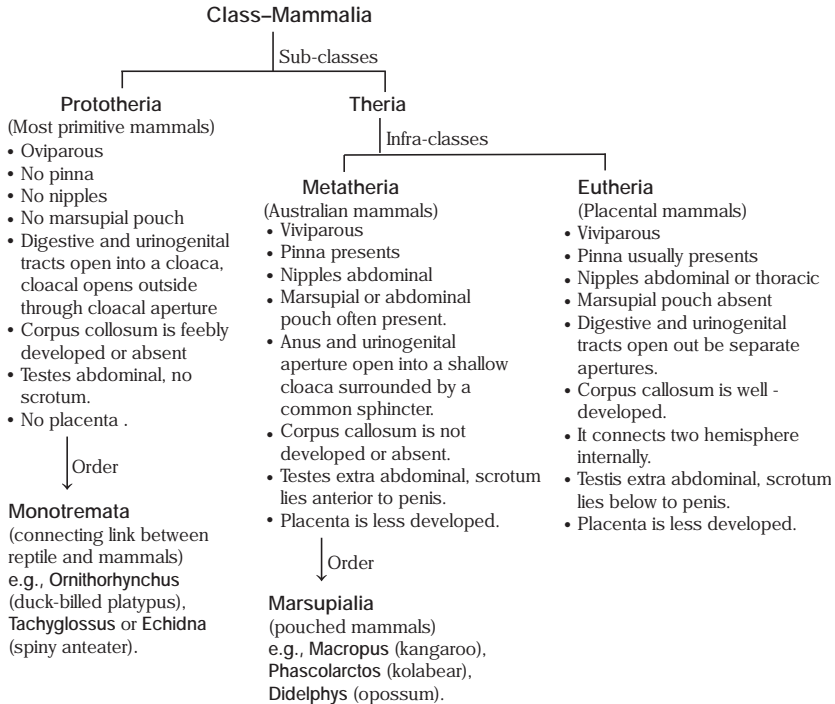 Class–Mammalia
Sub-classes
Prototheria
(Most primitive mammals)
• Oviparous
• No pinna
• No nipples
• No marsupial pouch
• Digestive and urinogenital
tracts open into a cloaca,
cloacal opens outside
through cloacal aperture
• Corpus collosum is feebly
developed or absent
• Testes abdominal, no
scrotum.
• No placenta .
Order
Monotremata
(connecting link between
reptile and mammals)
e.g., Ornithorhynchus
(duck-billed platypus),
Tachyglossus or Echidna
(spiny anteater).
Theria
Infra-classes
Metatheria
(Australian mammals)
• Viviparous
• Pinna presents
• Nipples abdominal
• Marsupial or abdominal
pouch often present.
• Anus and urinogenital
aperture open into a shallow
cloaca surrounded by a
common sphincter.
• Corpus callosum is not
developed or absent.
• Testes extra abdominal, scrotum
lies anterior to penis.
• Placenta is less developed.
Order
Marsupialia
(pouched mammals)
e.g., Macropus (kangaroo),
Phascolarctos (kolabear),
Didelphys (opossum).
Eutheria
(Placental mammals)
• Viviparous
• Pinna usually presents
• Nipples abdominal or thoracic
• Marsupial pouch absent
• Digestive and urinogenital
tracts open out be separate
apertures.
• Corpus callosum is well -
developed.
• It connects two hemisphere
internally.
• Testis extra abdominal, scrotum
lies below to penis.
• Placenta is less developed.